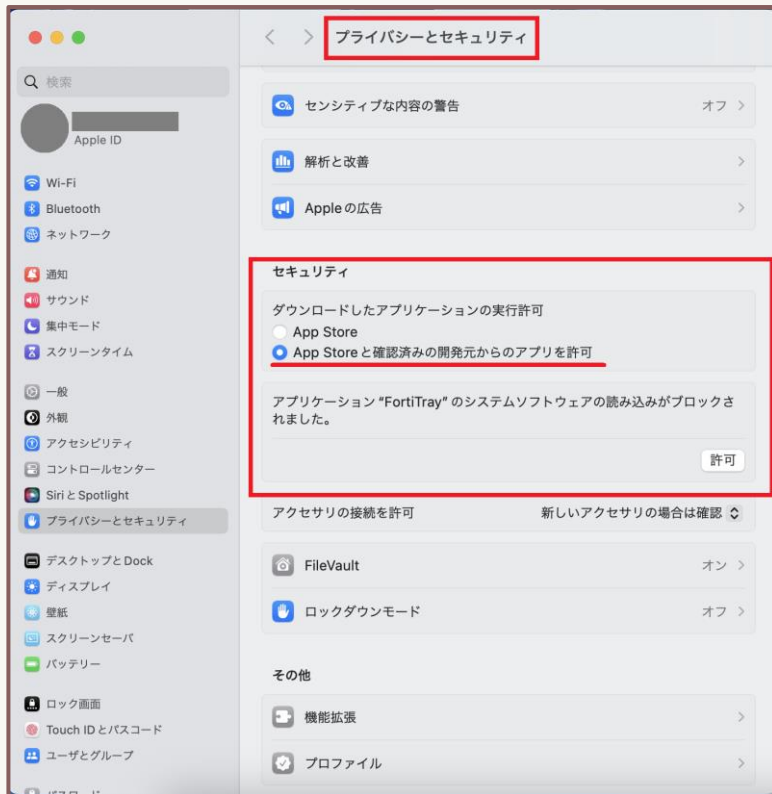 プライバシーとセキュリティ
検索
Apple ID
Wi-Fi
Bluetooth
ネットワーク
通知
サウンド
集中モード
スクリーンタイム
一般
外観
アクセシビリティ
コントロールセンター
Siri と Spotlight
プライバシーとセキュリティ
デスクトップと Dock
ディスプレイ
壁紙
スクリーンセーバ
バッテリー
ロック画面
Touch ID とパスコード
ユーザとグループ
センシティブな内容の警告 オフ
解析と改善
Apple の広告
セキュリティ
ダウンロードしたアプリケーションの実行許可
App Store
App Store と確認済みの開発元からのアプリを許可
アプリケーション “FortiTray” のシステムソフトウェアの読み込みがブロックさ
れました。
許可
アクセサリの接続を許可 新しいアクセサリの場合は確認
FileVault オン
ロックダウンモード オフ
その他
機能拡張
プロファイル